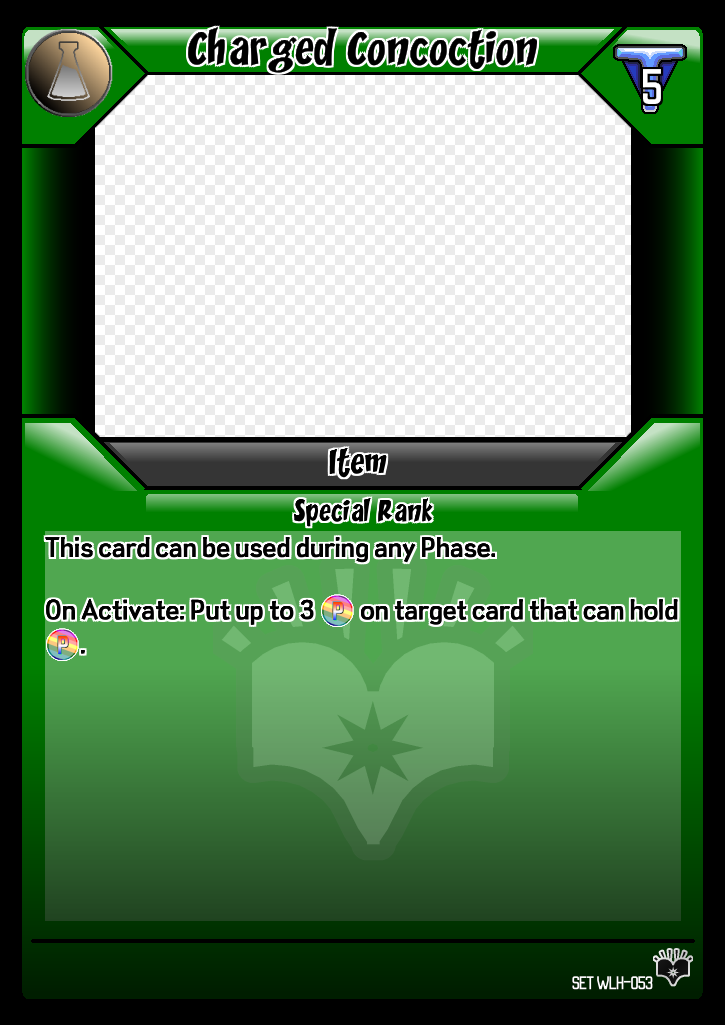 Charged Concoction
5
Item
Special Rank
This card can be used during any Phase.
On Activate: Put up to 3 P on target card that can hold
P.
SET WLH-053